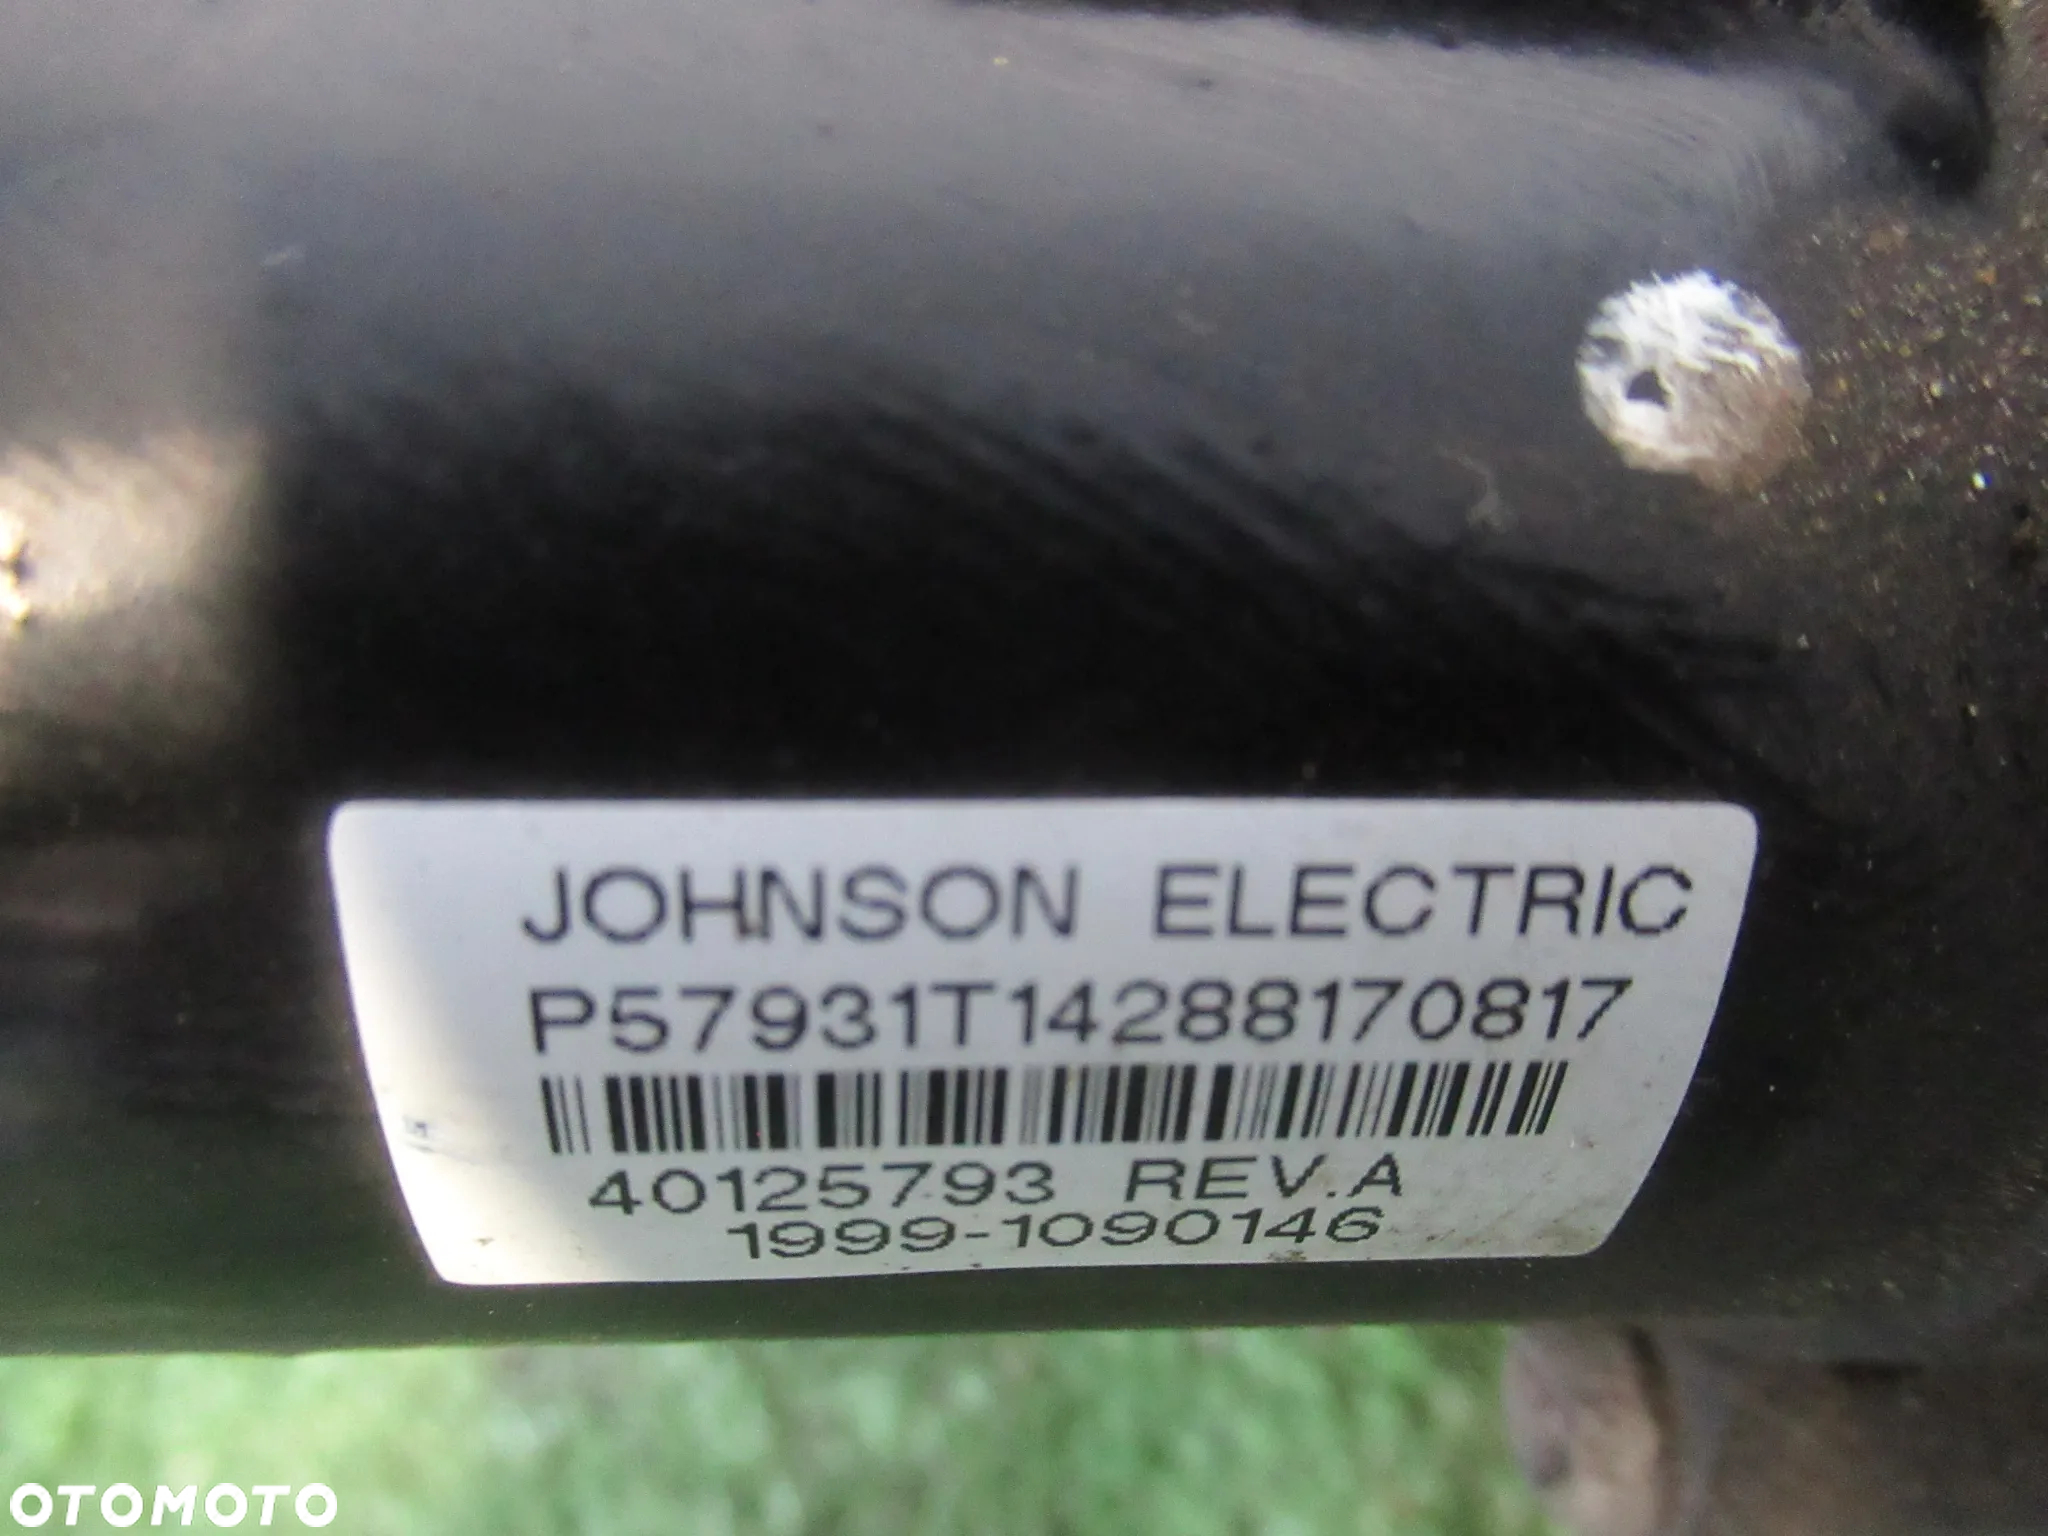 JOHNSON ELECTRIC
P57931T14288170817
40125793 REV.A
1999-1090146
OTOMOTO